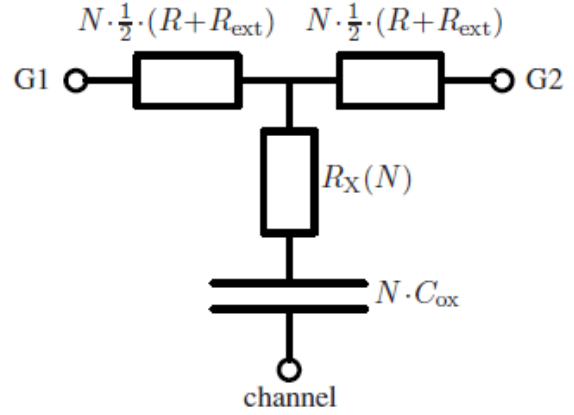 N·½·(R+R_ext) N·½·(R+R_ext)
G1 G2
R_X(N)
N·C_ox
channel